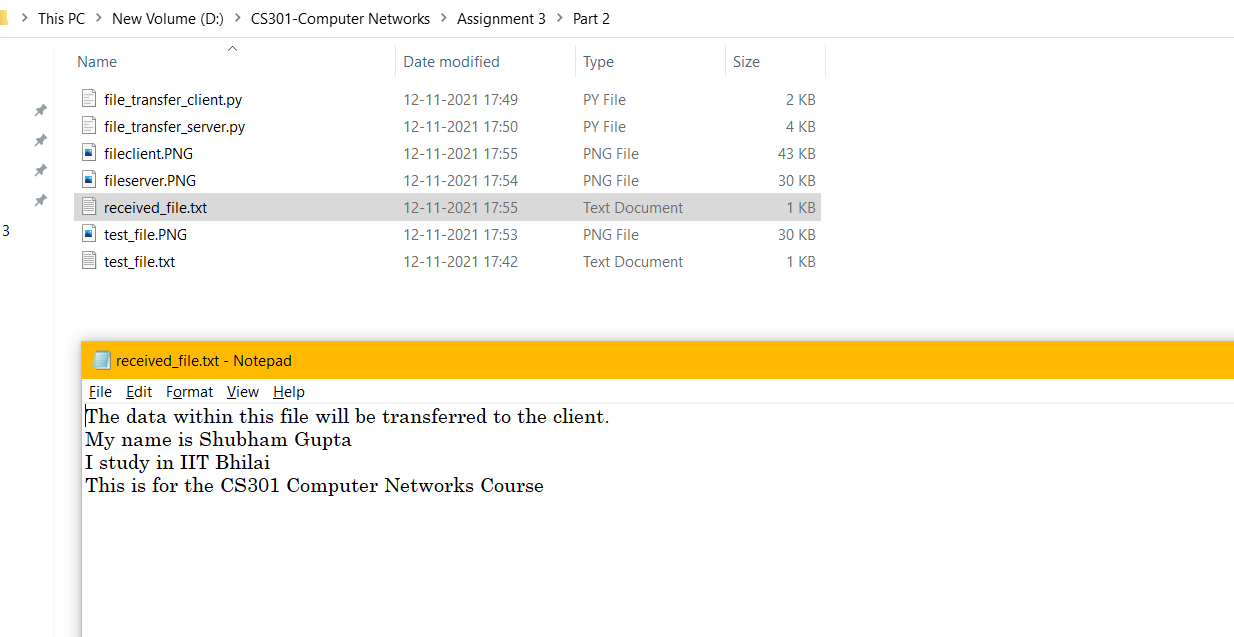 This PC > New Volume (D:) > CS301-Computer Networks > Assignment 3 > Part 2
Name Date modified Type Size
file_transfer_client.py 12-11-2021 17:49 PY File 2 KB
file_transfer_server.py 12-11-2021 17:50 PY File 4 KB
fileclient.PNG 12-11-2021 17:55 PNG File 43 KB
fileserver.PNG 12-11-2021 17:54 PNG File 30 KB
received_file.txt 12-11-2021 17:55 Text Document 1 KB
3
test_file.PNG 12-11-2021 17:53 PNG File 30 KB
test_file.txt 12-11-2021 17:42 Text Document 1 KB
received_file.txt - Notepad
File Edit Format View Help
The data within this file will be transferred to the client.
My name is Shubham Gupta
I study in IIT Bhilai
This is for the CS301 Computer Networks Course